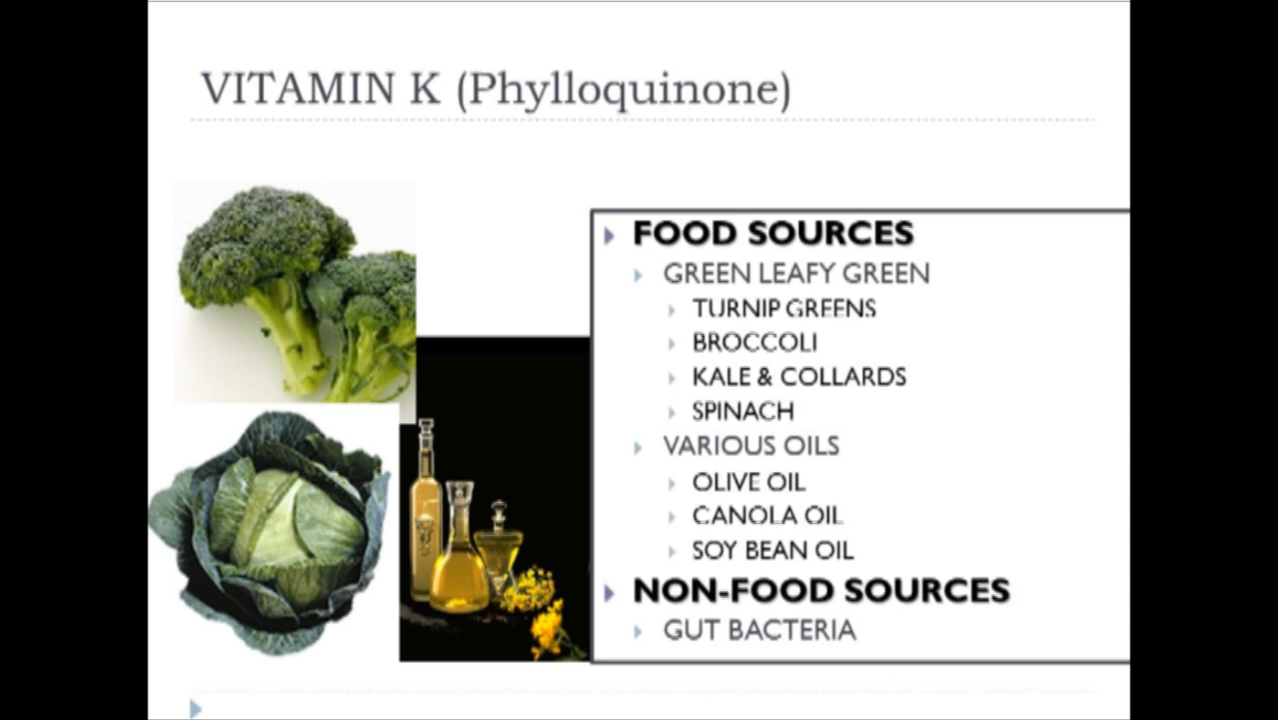 VITAMIN K (Phylloquinone)
FOOD SOURCES
GREEN LEAFY GREEN
TURNIP GREENS
BROCCOLI
KALE & COLLARDS
SPINACH
VARIOUS OILS
OLIVE OIL
CANOLA OIL
SOY BEAN OIL
NON-FOOD SOURCES
GUT BACTERIA